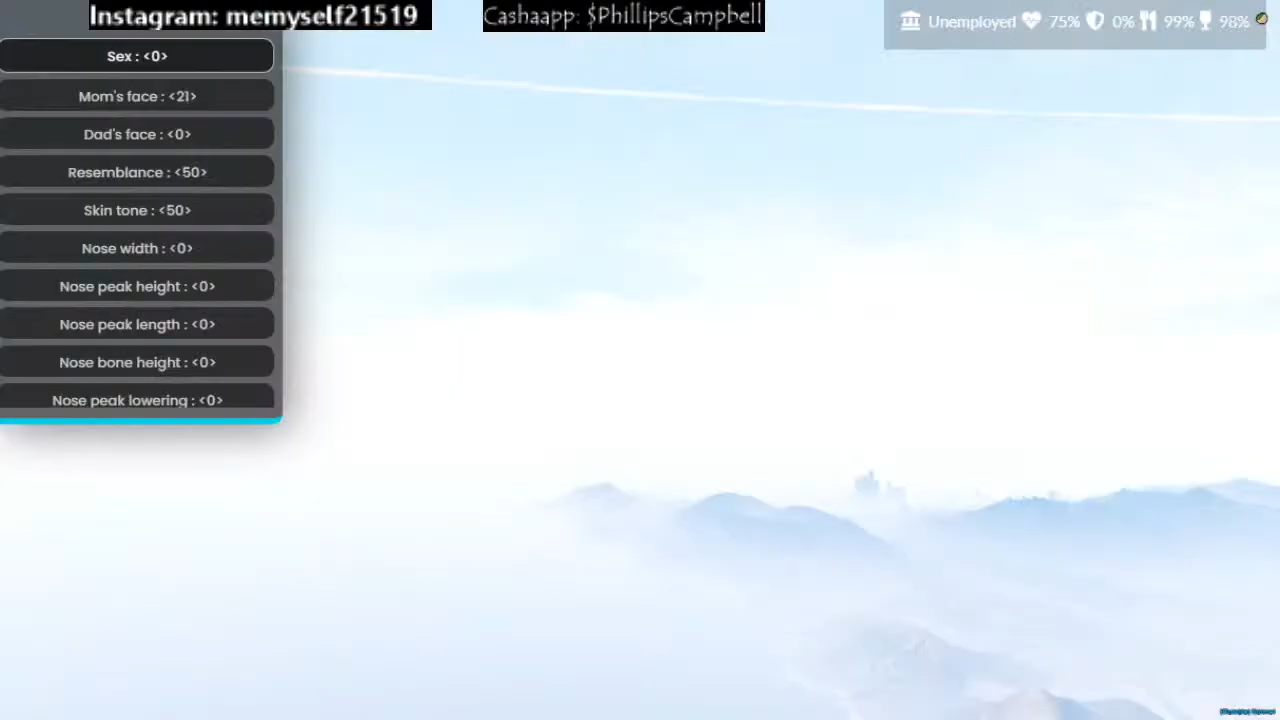 Instagram: memyself21519
Cashaapp: $PhillipsCampbell
Unemployed 75% 0% 99% 98%
Sex : <0>
Mom's face : <21>
Dad's face : <0>
Resemblance : <50>
Skin tone : <50>
Nose width : <0>
Nose peak height : <0>
Nose peak length : <0>
Nose bone height : <0>
Nose peak lowering : <0>